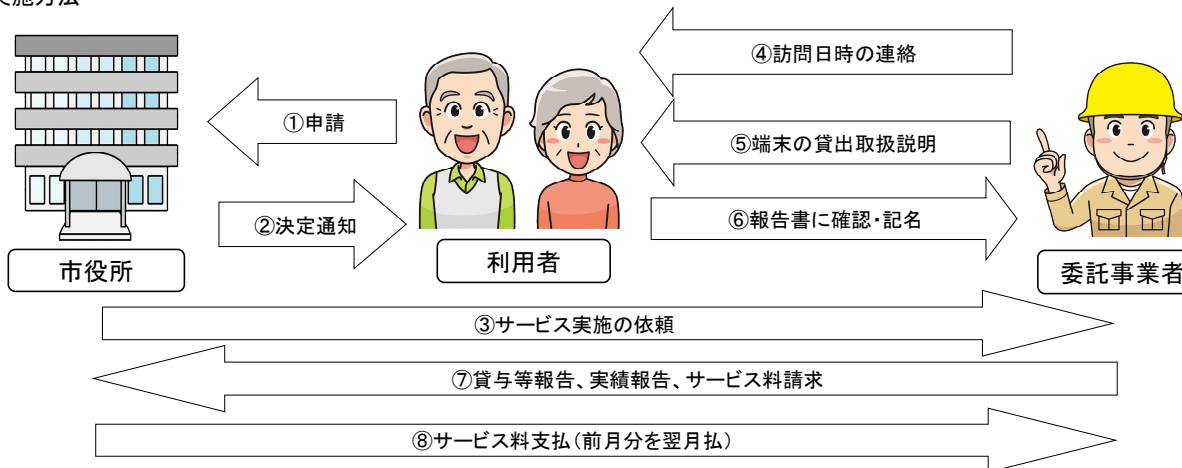 実施方法
④訪問日時の連絡
①申請
⑤端末の貸出取扱説明
②決定通知
⑥報告書に確認・記名
市役所
利用者
委託事業者
③サービス実施の依頼
⑦貸与等報告、実績報告、サービス料請求
⑧サービス料支払(前月分を翌月払)